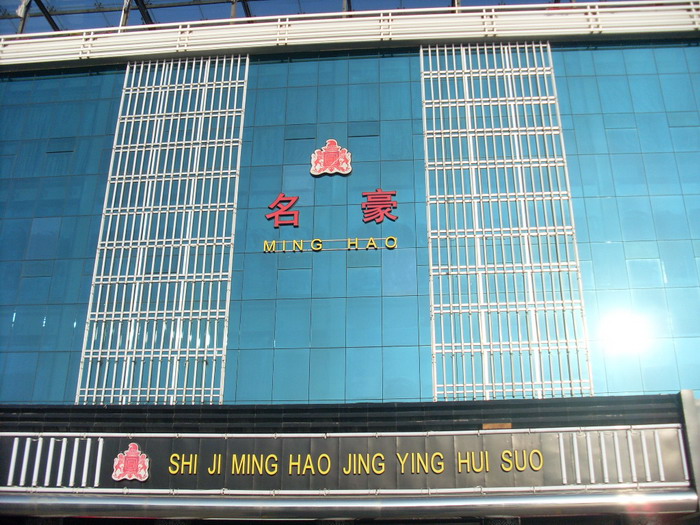 名豪
MING HAO
SHI JI MING HAO JING YING HUI SUO